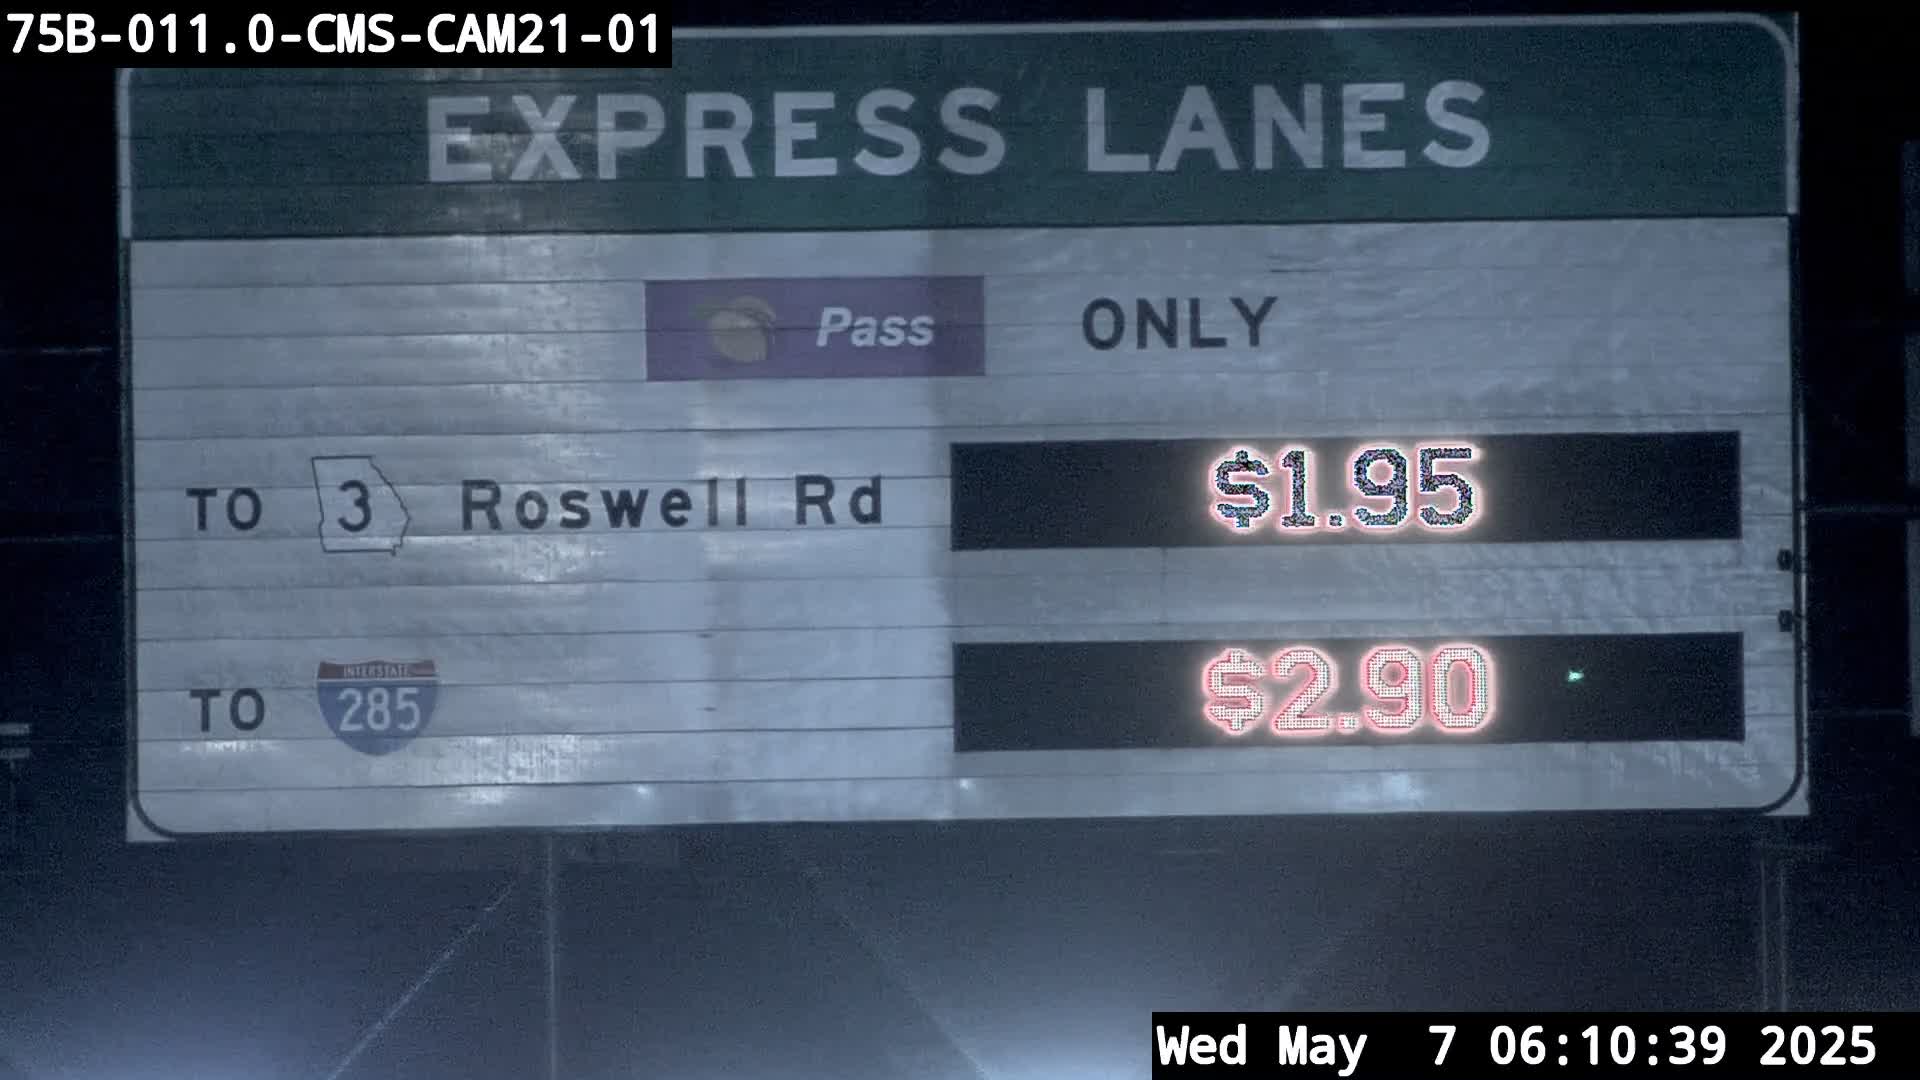 75B-011.0-CMS-CAM21-01
EXPRESS LANES
Pass ONLY
TO 3 Roswell Rd $1.95
INTERSTATE
TO 285 $2.90
Wed May 7 06:10:39 2025